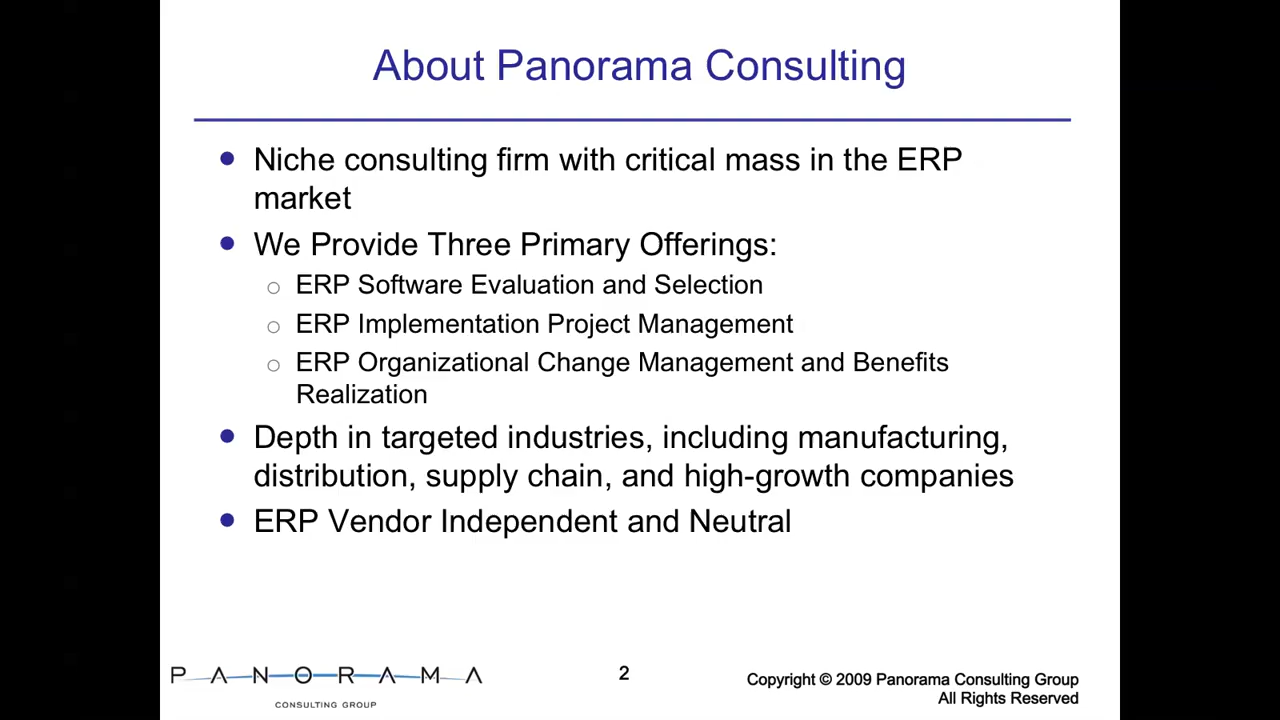 About Panorama Consulting
• Niche consulting firm with critical mass in the ERP
market
• We Provide Three Primary Offerings:
○ ERP Software Evaluation and Selection
○ ERP Implementation Project Management
○ ERP Organizational Change Management and Benefits
Realization
• Depth in targeted industries, including manufacturing,
distribution, supply chain, and high-growth companies
• ERP Vendor Independent and Neutral
PANORAMA
CONSULTING GROUP
2
Copyright © 2009 Panorama Consulting Group
All Rights Reserved